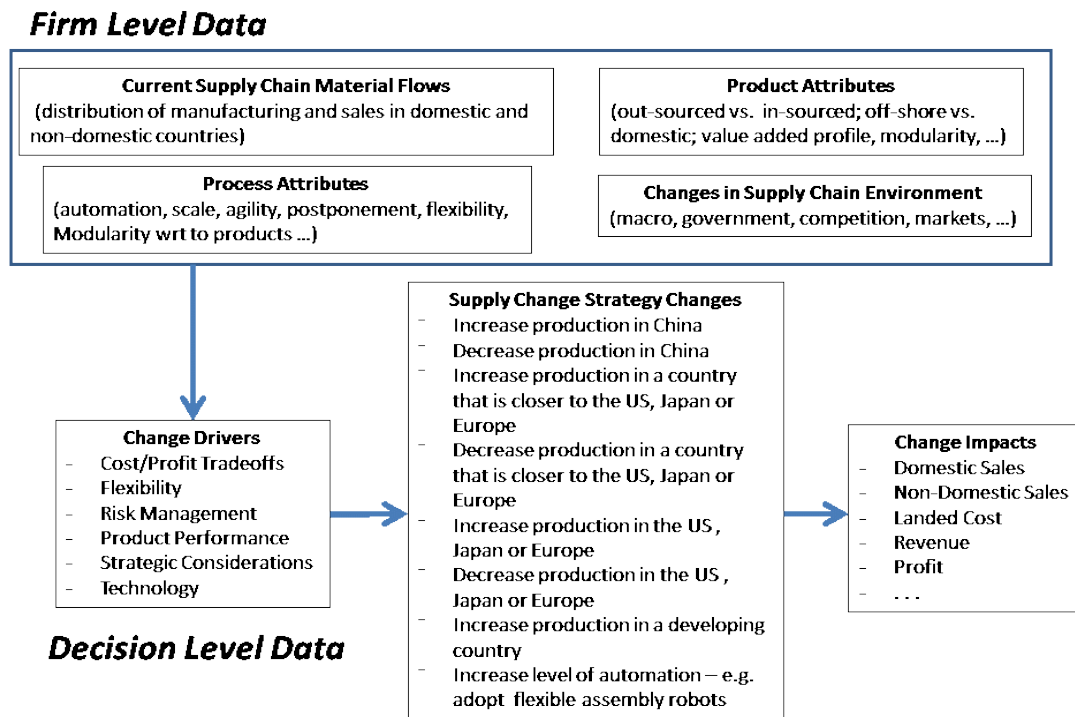 Firm Level Data
Current Supply Chain Material Flows
(distribution of manufacturing and sales in domestic and
non-domestic countries)
Product Attributes
(out-sourced vs. in-sourced; off-shore vs.
domestic; value added profile, modularity, ...)
Process Attributes
(automation, scale, agility, postponement, flexibility,
Modularity wrt to products ...)
Changes in Supply Chain Environment
(macro, government, competition, markets, ...)
Change Drivers
- Cost/Profit Tradeoffs
- Flexibility
- Risk Management
- Product Performance
- Strategic Considerations
- Technology
Decision Level Data
Supply Change Strategy Changes
- Increase production in China
- Decrease production in China
- Increase production in a country
that is closer to the US, Japan or
Europe
- Decrease production in a country
that is closer to the US, Japan or
Europe
- Increase production in the US ,
Japan or Europe
- Decrease production in the US ,
Japan or Europe
- Increase production in a developing
country
- Increase level of automation – e.g.
adopt flexible assembly robots
Change Impacts
- Domestic Sales
- Non-Domestic Sales
- Landed Cost
- Revenue
- Profit
- . . .